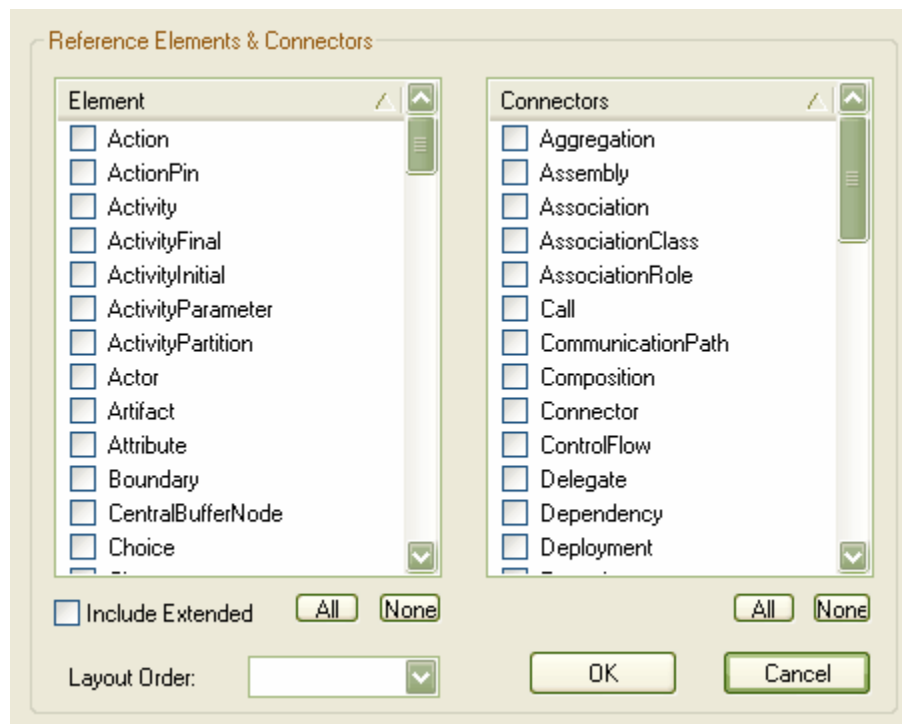 Reference Elements & Connectors
Element
Action
ActionPin
Activity
ActivityFinal
ActivityInitial
ActivityParameter
ActivityPartition
Actor
Artifact
Attribute
Boundary
CentralBufferNode
Choice
Include Extended
All
None
Connectors
Aggregation
Assembly
Association
AssociationClass
AssociationRole
Call
CommunicationPath
Composition
Connector
ControlFlow
Delegate
Dependency
Deployment
All
None
Layout Order:
OK
Cancel